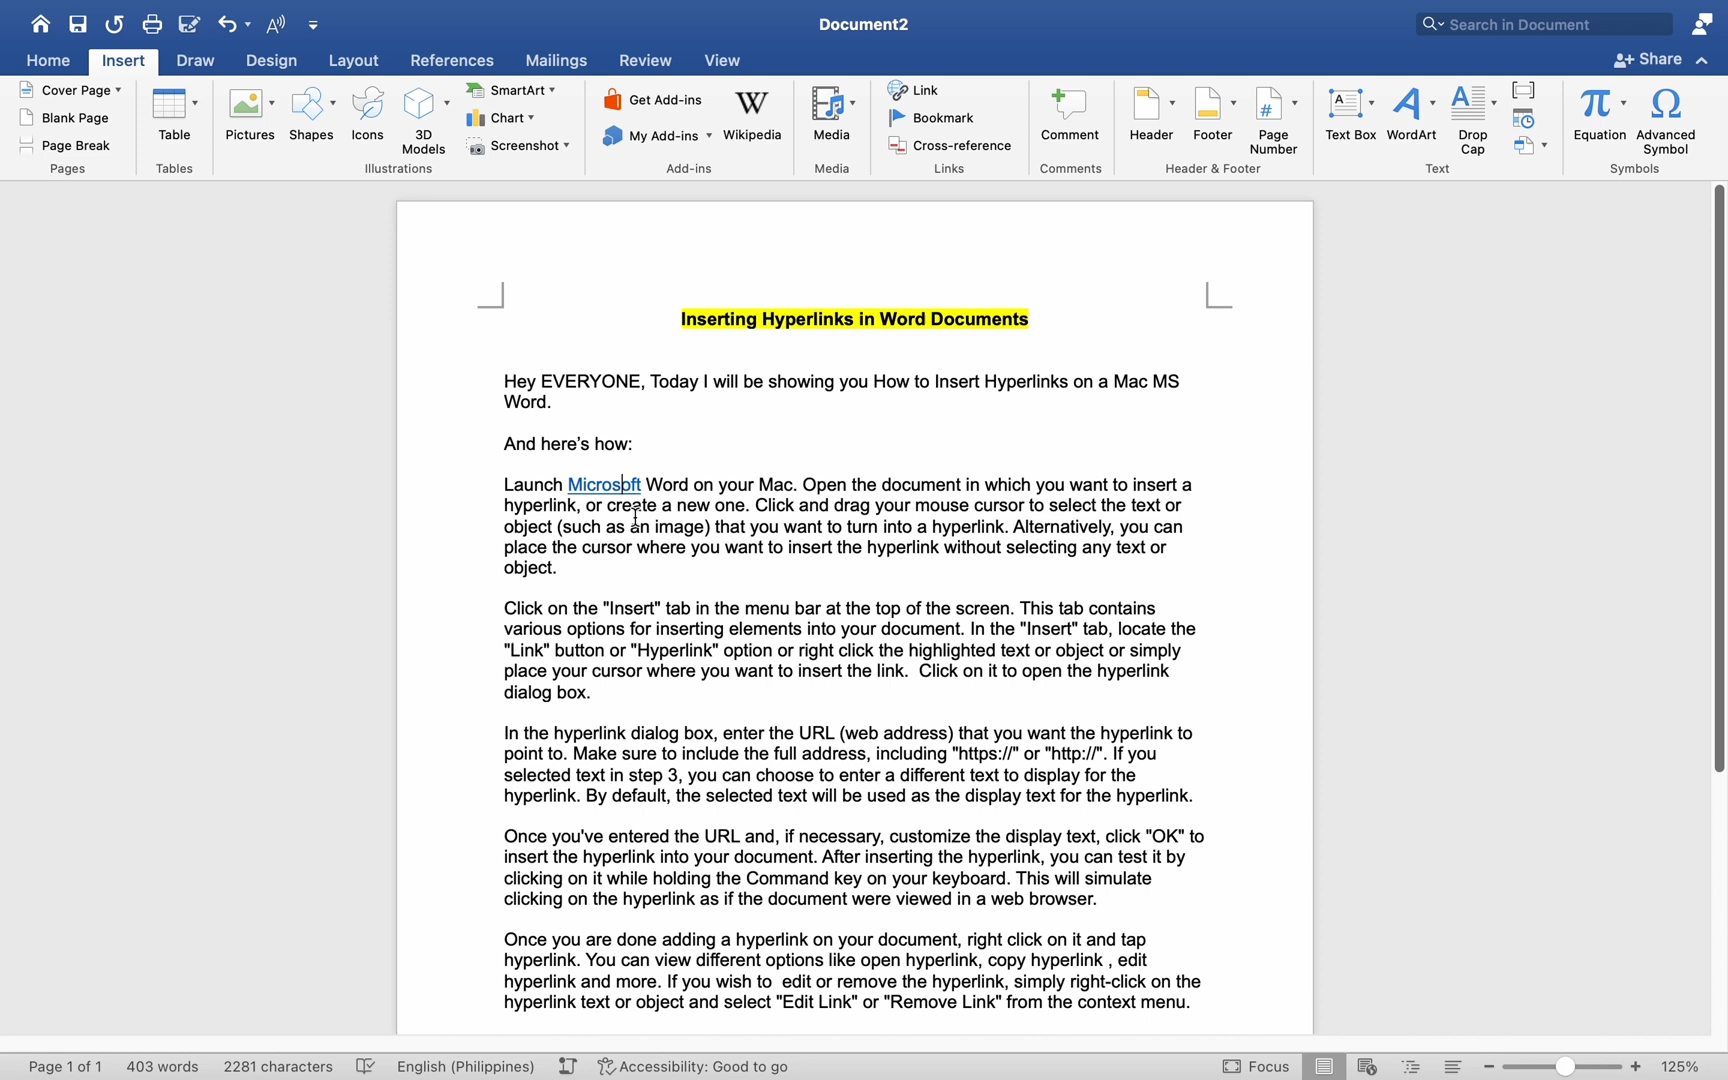 Document2
Search in Document
Home Insert Draw Design Layout References Mailings Review View Share
Cover Page
Blank Page
Page Break
Pages
Table
Tables
Pictures
Shapes
Icons
3D
Models
SmartArt
Chart
Screenshot
Illustrations
Get Add-ins
My Add-ins
Wikipedia
Add-ins
Media
Media
Link
Bookmark
Cross-reference
Links
Comment
Comments
Header
Footer
Page
Number
Header & Footer
Text Box
WordArt
Drop
Cap
Text
Equation
Advanced
Symbol
Symbols
Inserting Hyperlinks in Word Documents
Hey EVERYONE, Today I will be showing you How to Insert Hyperlinks on a Mac MS
Word.
And here's how:
Launch Microsoft Word on your Mac. Open the document in which you want to insert a
hyperlink, or create a new one. Click and drag your mouse cursor to select the text or
object (such as an image) that you want to turn into a hyperlink. Alternatively, you can
place the cursor where you want to insert the hyperlink without selecting any text or
object.
Click on the "Insert" tab in the menu bar at the top of the screen. This tab contains
various options for inserting elements into your document. In the "Insert" tab, locate the
"Link" button or "Hyperlink" option or right click the highlighted text or object or simply
place your cursor where you want to insert the link.  Click on it to open the hyperlink
dialog box.
In the hyperlink dialog box, enter the URL (web address) that you want the hyperlink to
point to. Make sure to include the full address, including "https://" or "http://". If you
selected text in step 3, you can choose to enter a different text to display for the
hyperlink. By default, the selected text will be used as the display text for the hyperlink.
Once you've entered the URL and, if necessary, customize the display text, click "OK" to
insert the hyperlink into your document. After inserting the hyperlink, you can test it by
clicking on it while holding the Command key on your keyboard. This will simulate
clicking on the hyperlink as if the document were viewed in a web browser.
Once you are done adding a hyperlink on your document, right click on it and tap
hyperlink. You can view different options like open hyperlink, copy hyperlink , edit
hyperlink and more. If you wish to  edit or remove the hyperlink, simply right-click on the
hyperlink text or object and select "Edit Link" or "Remove Link" from the context menu.
Page 1 of 1 403 words 2281 characters English (Philippines) Accessibility: Good to go Focus 125%